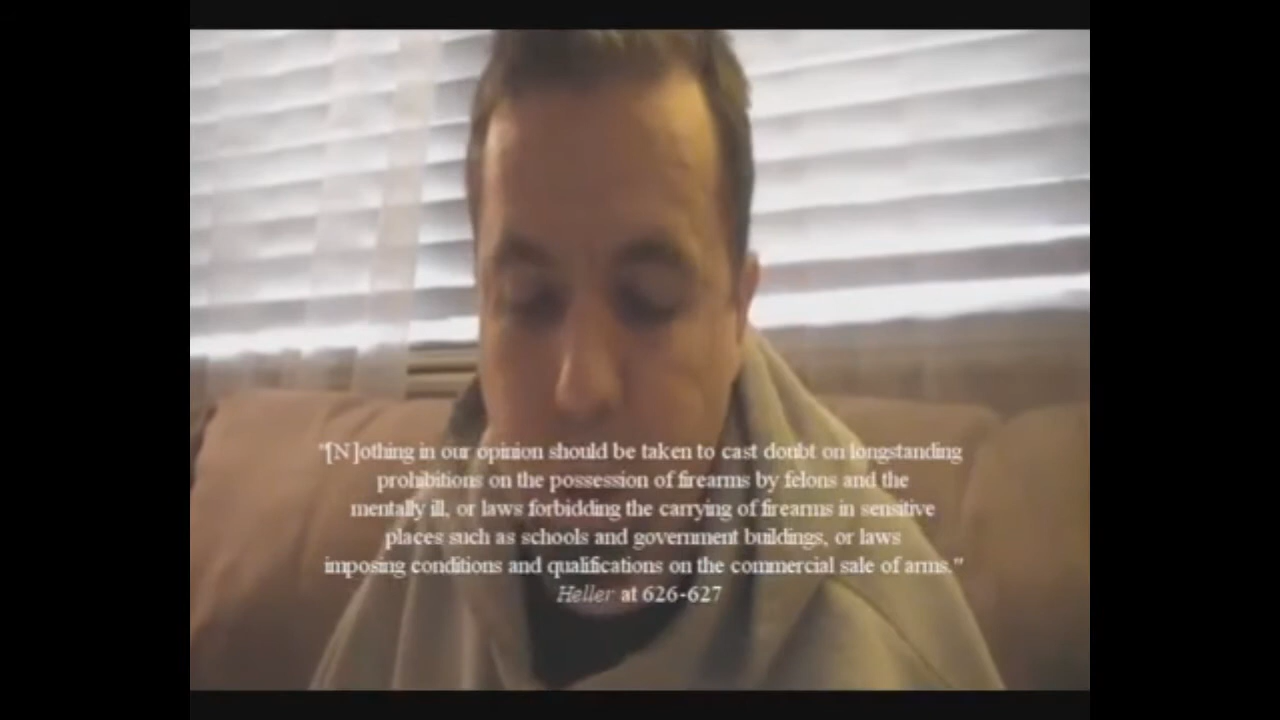 "[N]othing in our opinion should be taken to cast doubt on longstanding
prohibitions on the possession of firearms by felons and the
mentally ill, or laws forbidding the carrying of firearms in sensitive
places such as schools and government buildings, or laws
imposing conditions and qualifications on the commercial sale of arms."
Heller at 626-627